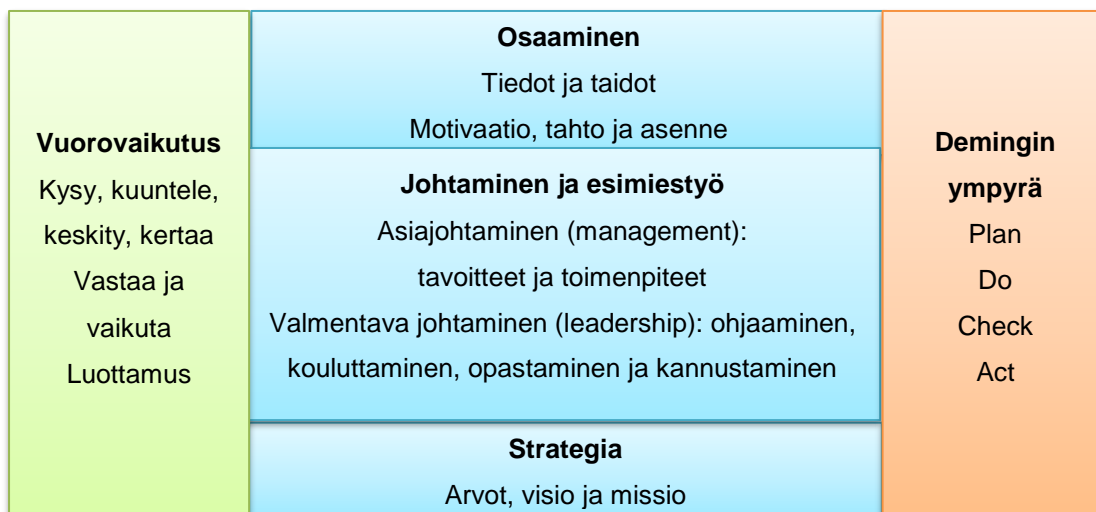 Vuorovaikutus
Kysy, kuuntele,
keskity, kertaa
Vastaa ja
vaikuta
Luottamus
Osaaminen
Tiedot ja taidot
Motivaatio, tahto ja asenne
Johtaminen ja esimiestyö
Asiajohtaminen (management):
tavoitteet ja toimenpiteet
Valmentava johtaminen (leadership): ohjaaminen,
kouluttaminen, opastaminen ja kannustaminen
Strategia
Arvot, visio ja missio
Demingin
ympyrä
Plan
Do
Check
Act